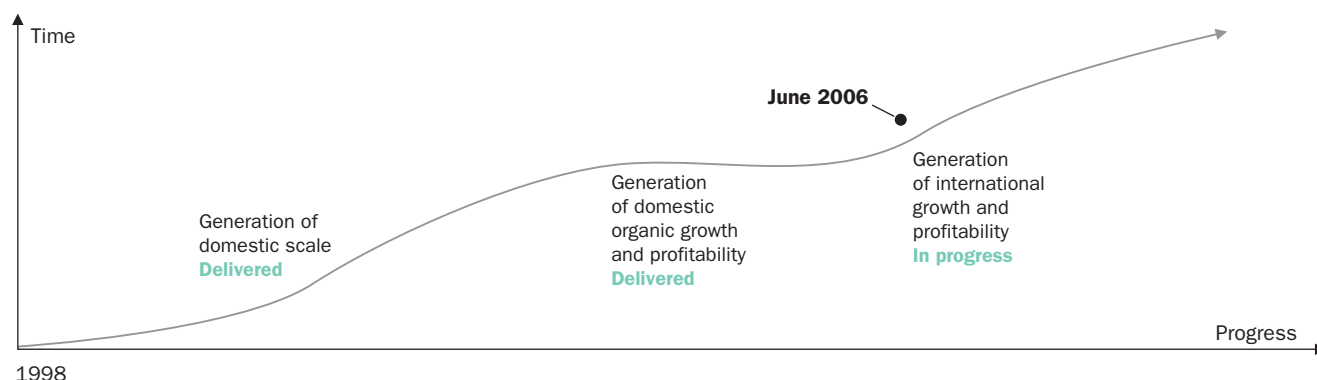 Time
June 2006
Generation of
domestic scale
Delivered
Generation
of domestic
organic growth
and profitability
Delivered
Generation
of international
growth and
profitability
In progress
Progress
1998